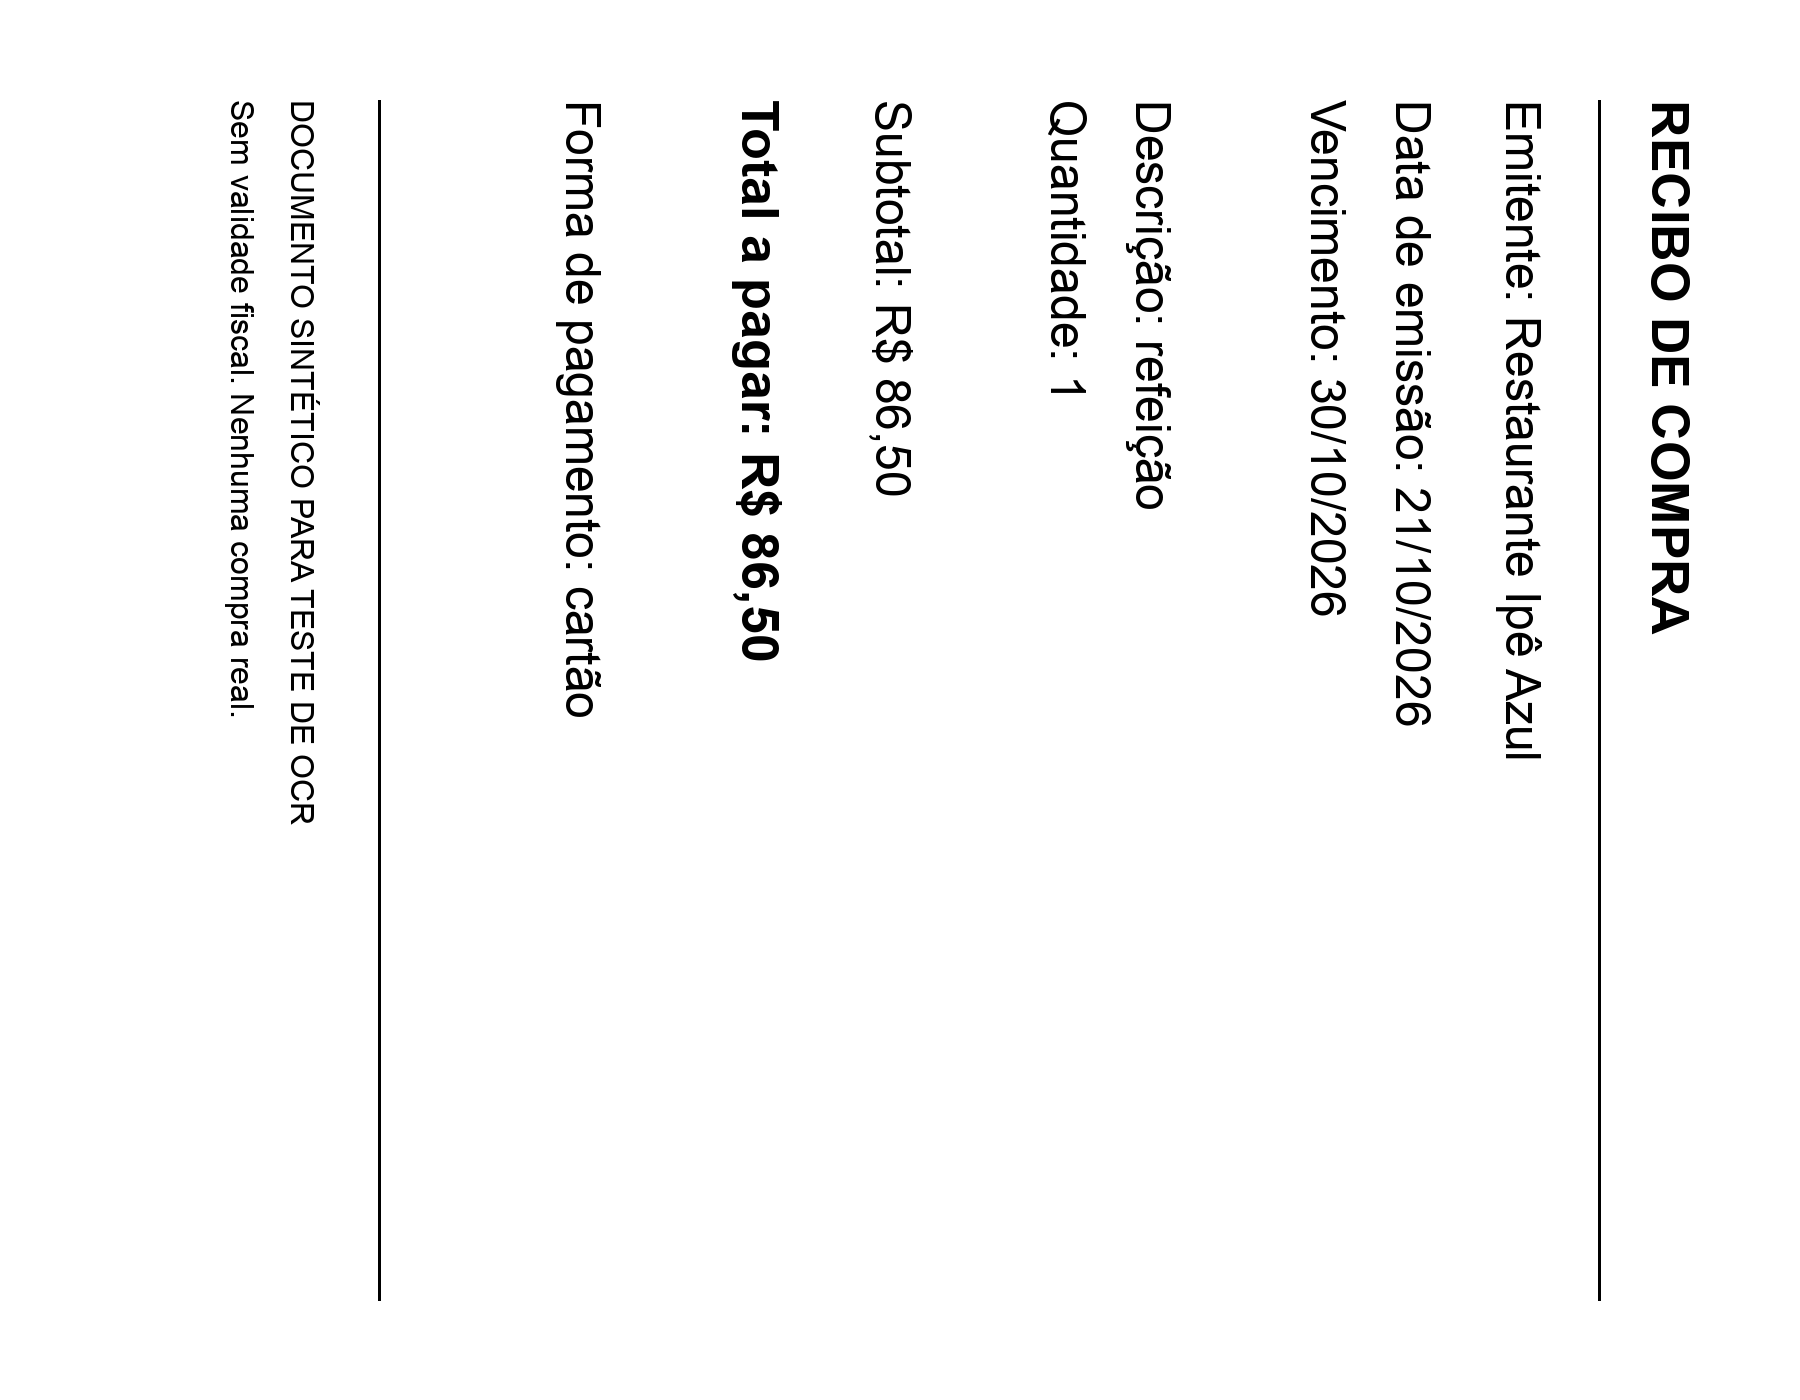 RECIBO DE COMPRA
Emitente: Restaurante Ipê Azul
Data de emissão: 21/10/2026
Vencimento: 30/10/2026
Descrição: refeição
Quantidade: 1
Subtotal: R$ 86,50
Total a pagar: R$ 86,50
Forma de pagamento: cartão
DOCUMENTO SINTÉTICO PARA TESTE DE OCR
Sem validade fiscal. Nenhuma compra real.